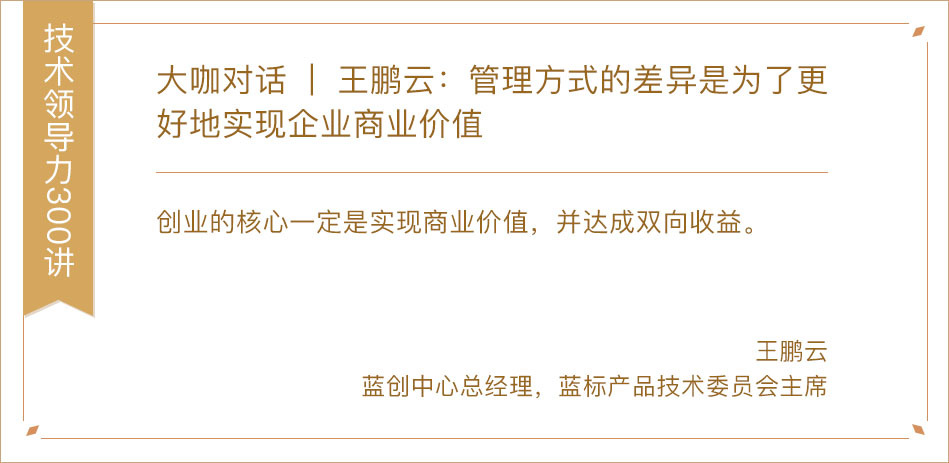 技术领导力300讲
大咖对话 | 王鹏云：管理方式的差异是为了更
好地实现企业商业价值
创业的核心一定是实现商业价值，并达成双向收益。
王鹏云
蓝创中心总经理，蓝标产品技术委员会主席